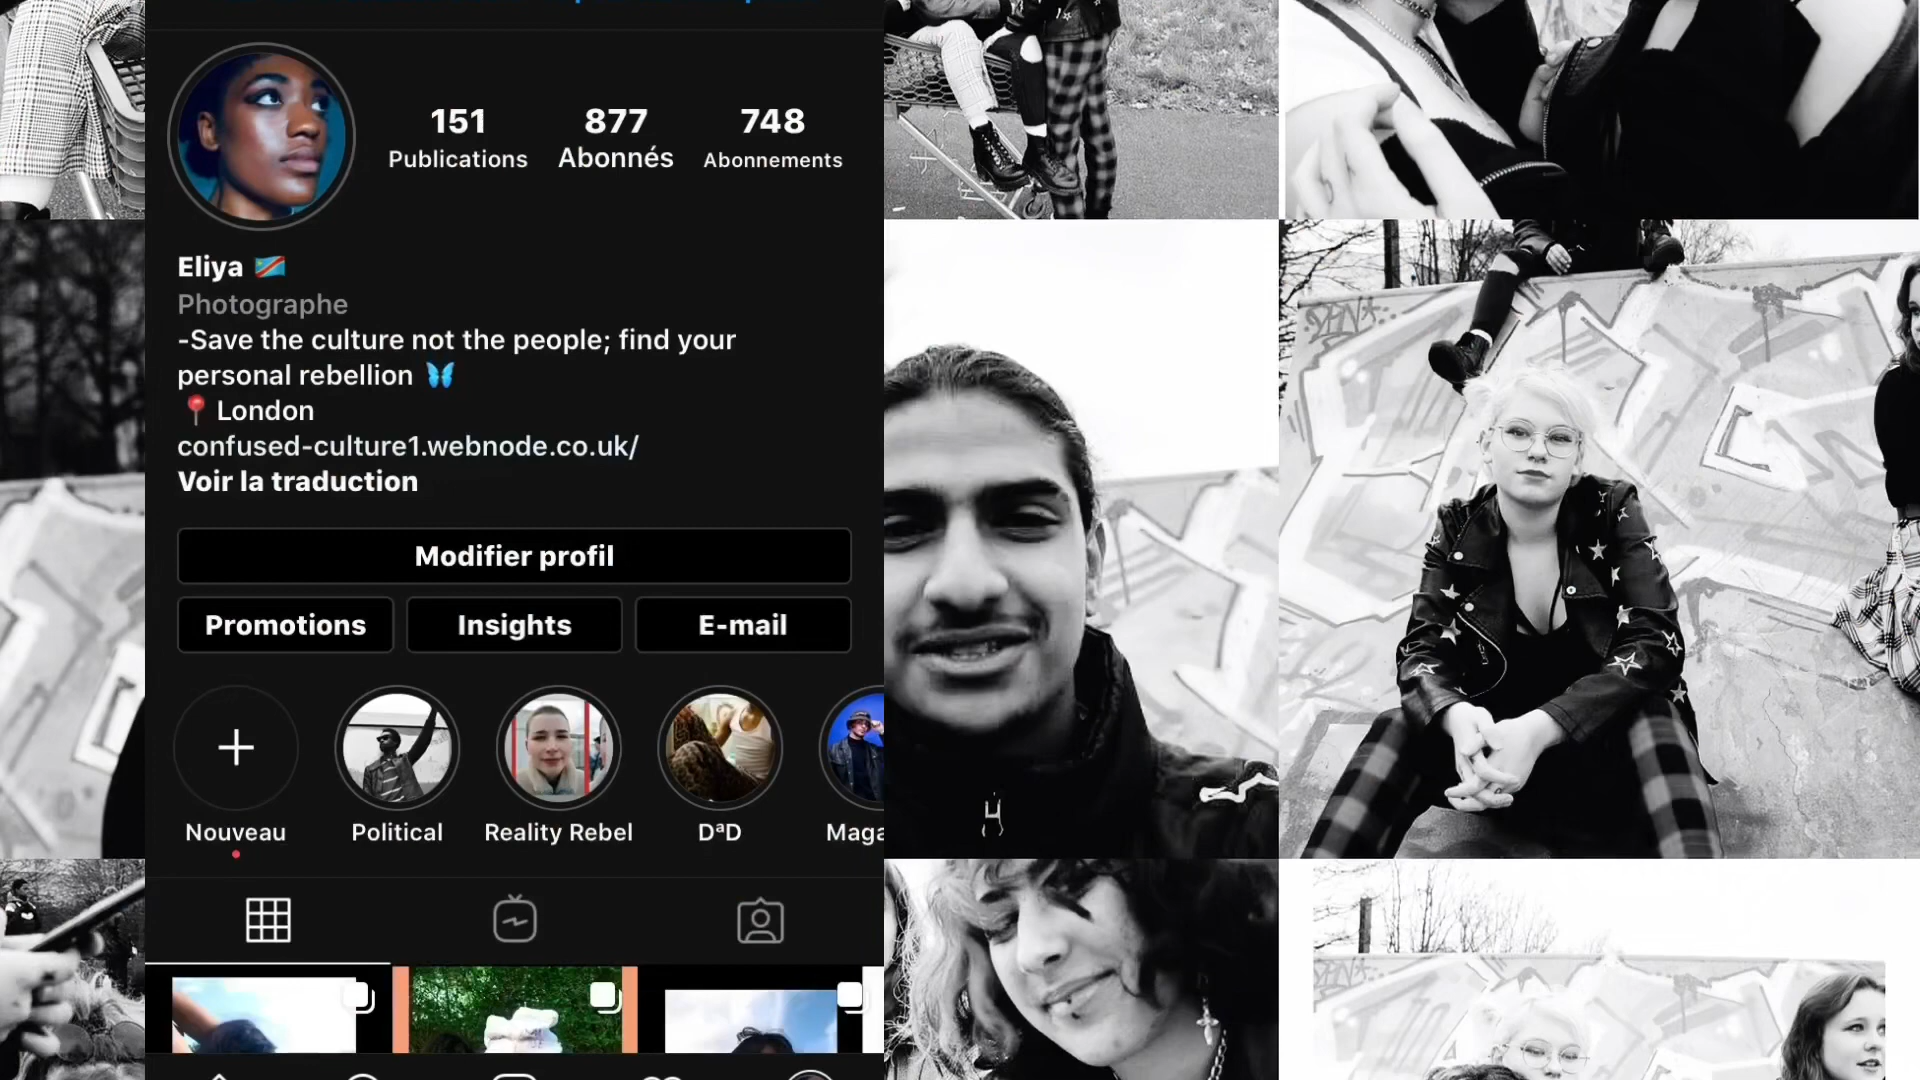 151 877 748
Publications Abonnés Abonnements
Eliya 🇨🇩
Photographe
-Save the culture not the people; find your
personal rebellion 🦋
📍 London
confused-culture1.webnode.co.uk/
Voir la traduction
Modifier profil
Promotions Insights E-mail
Nouveau Political Reality Rebel DªD Maga